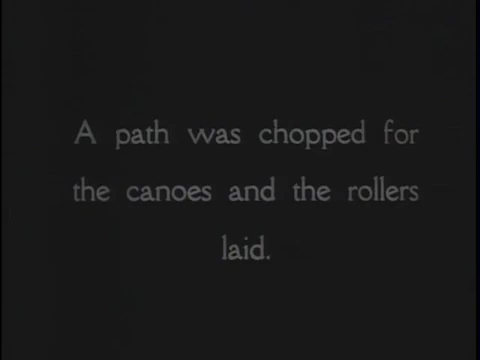 A path was chopped for
the canoes and the rollers
laid.